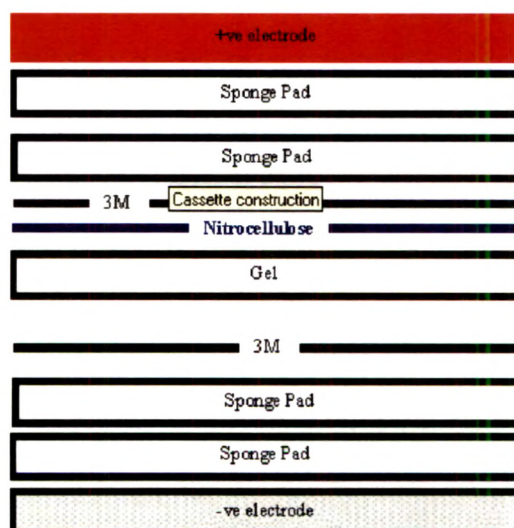 +ve electrode
Sponge Pad
Sponge Pad
3M
Cassette construction
Nitrocellulose
Gel
3M
Sponge Pad
Sponge Pad
-ve electrode